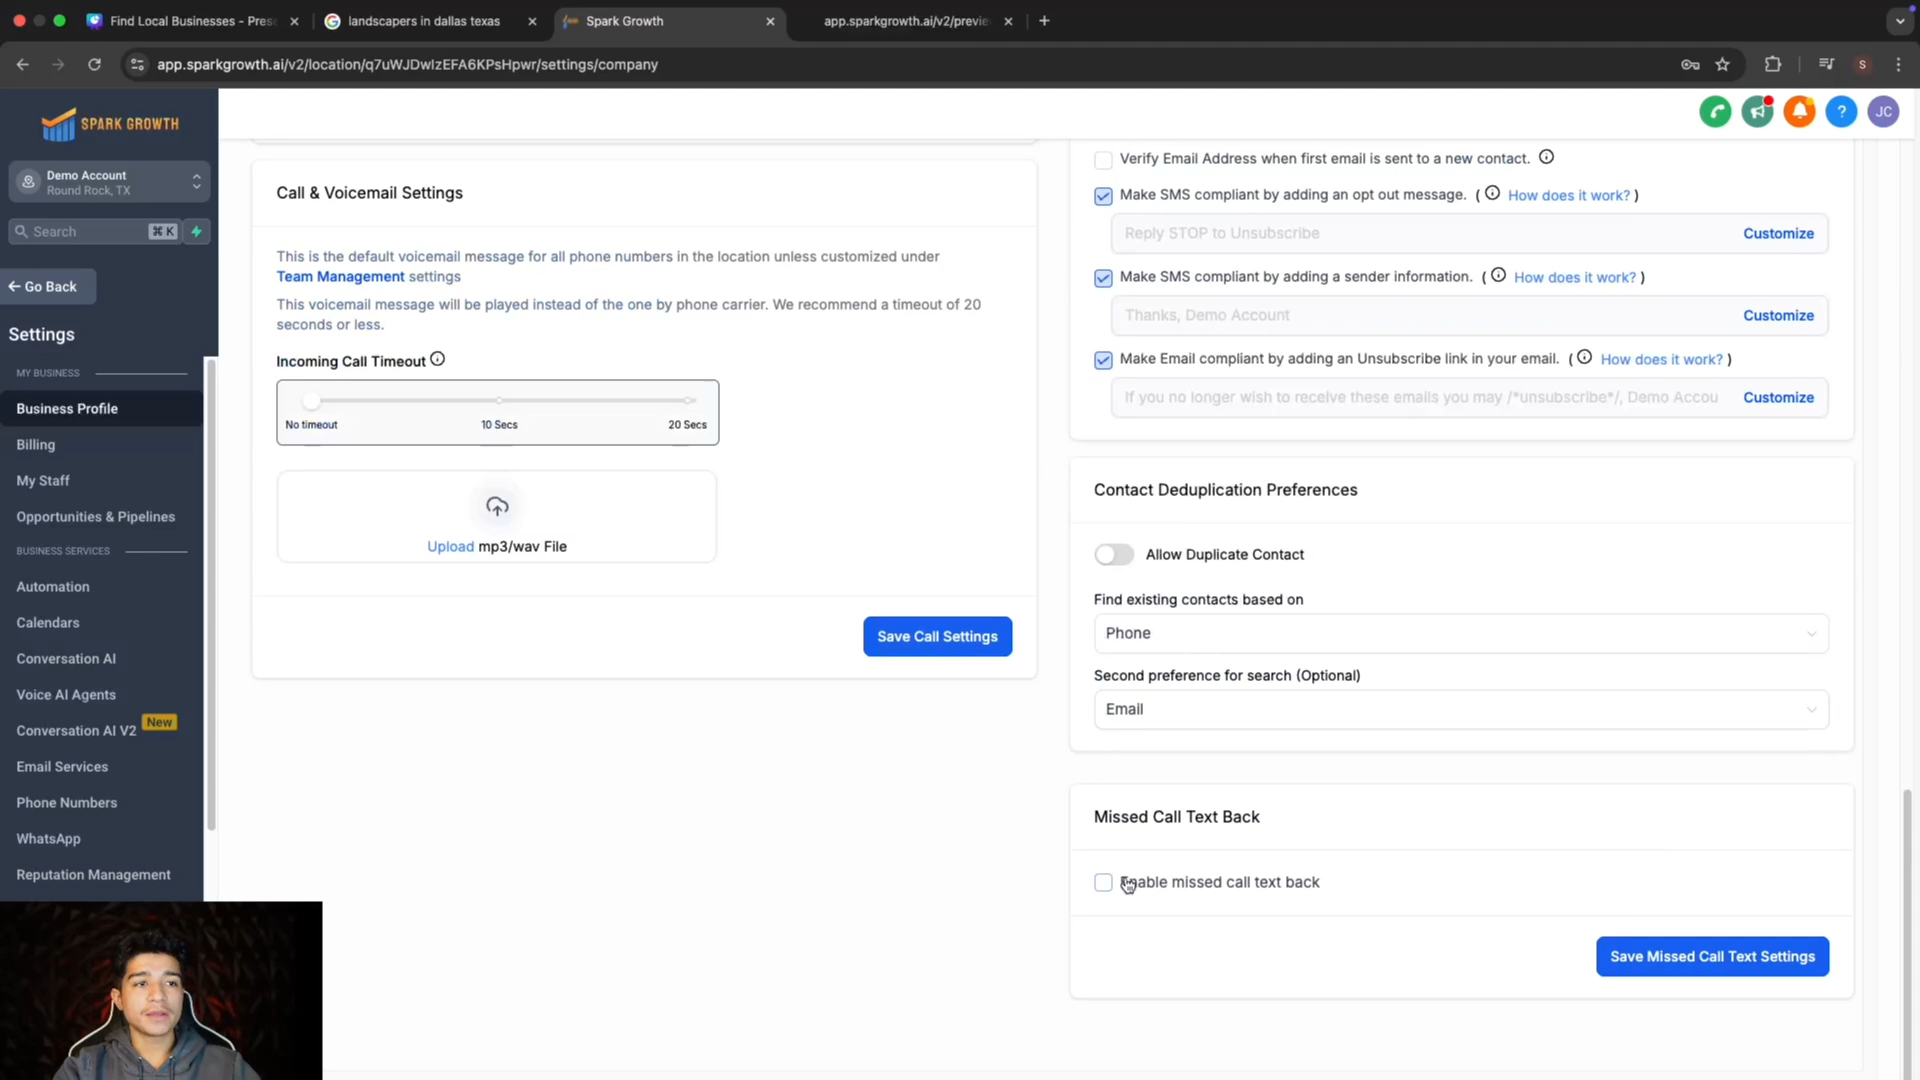 Find Local Businesses - Prese
landscapers in dallas texas
Spark Growth
app.sparkgrowth.ai/v2/previe
app.sparkgrowth.ai/v2/location/q7uWJDwIzEFA6KPsHpwr/settings/company
S
SPARK GROWTH
JC
Demo Account
Round Rock, TX
Search ⌘ K
Go Back
Settings
MY BUSINESS
Business Profile
Billing
My Staff
Opportunities & Pipelines
BUSINESS SERVICES
Automation
Calendars
Conversation AI
Voice AI Agents
Conversation AI V2 New
Email Services
Phone Numbers
WhatsApp
Reputation Management
Call & Voicemail Settings
This is the default voicemail message for all phone numbers in the location unless customized under
Team Management settings
This voicemail message will be played instead of the one by phone carrier. We recommend a timeout of 20
seconds or less.
Incoming Call Timeout
No timeout 10 Secs 20 Secs
Upload mp3/wav File
Save Call Settings
Verify Email Address when first email is sent to a new contact.
Make SMS compliant by adding an opt out message. ( How does it work? )
Reply STOP to Unsubscribe Customize
Make SMS compliant by adding a sender information. ( How does it work? )
Thanks, Demo Account Customize
Make Email compliant by adding an Unsubscribe link in your email. ( How does it work? )
If you no longer wish to receive these emails you may /*unsubscribe*/, Demo Accou Customize
Contact Deduplication Preferences
Allow Duplicate Contact
Find existing contacts based on
Phone
Second preference for search (Optional)
Email
Missed Call Text Back
Enable missed call text back
Save Missed Call Text Settings